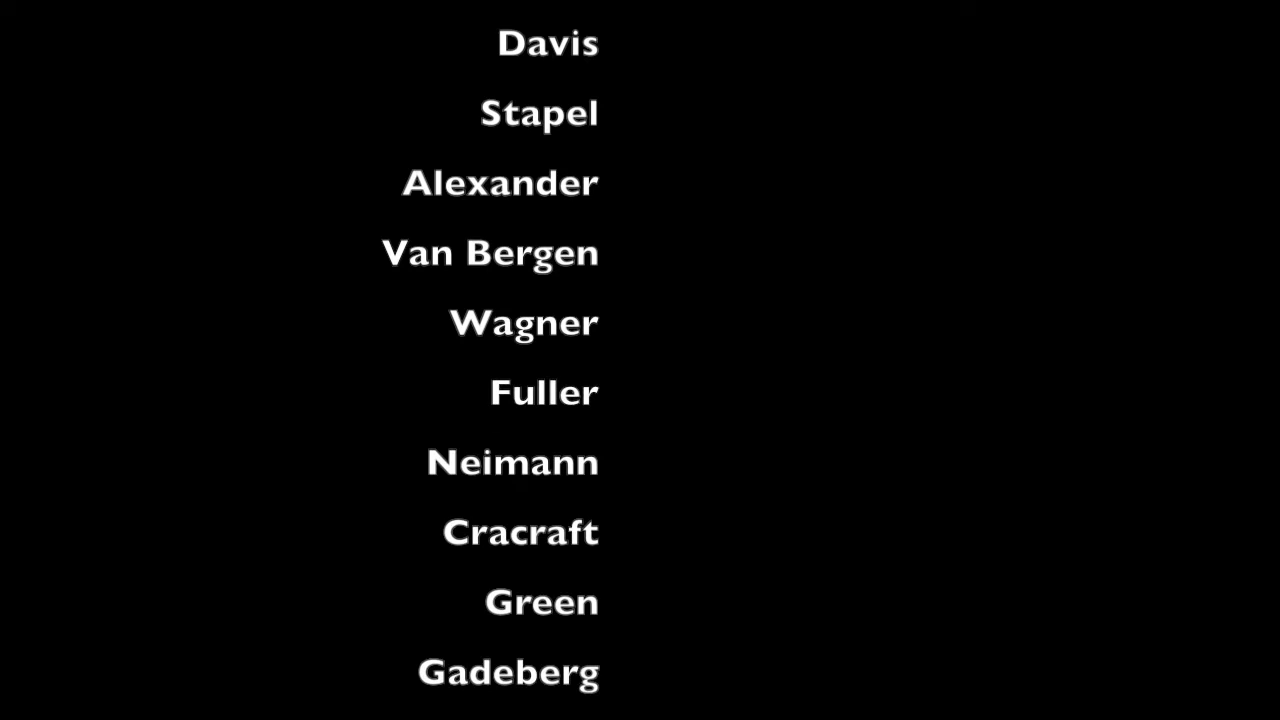 Davis
Stapel
Alexander
Van Bergen
Wagner
Fuller
Neimann
Cracraft
Green
Gadeberg